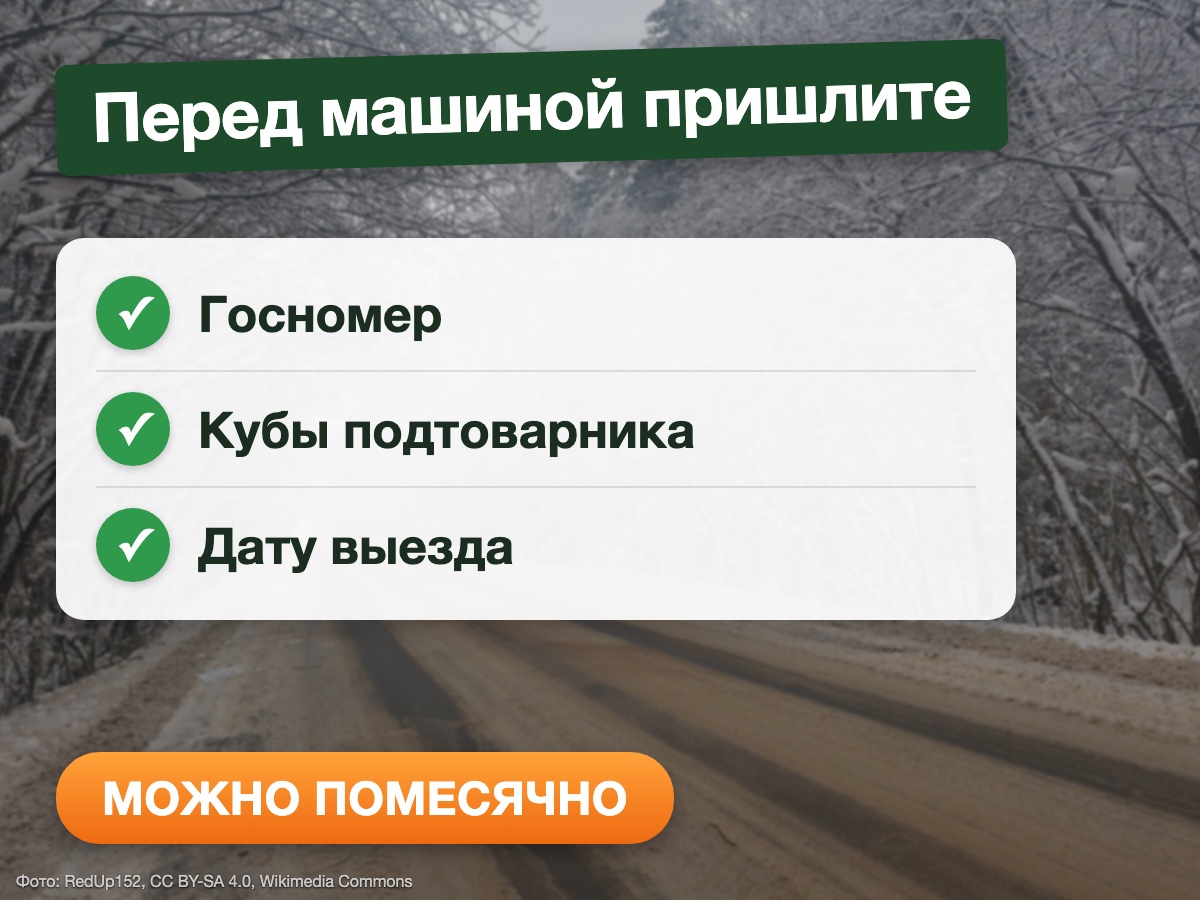 Перед машиной пришлите
Госномер
Кубы подтоварника
Дату выезда
МОЖНО ПОМЕСЯЧНО
Фото: RedUp152, CC BY-SA 4.0, Wikimedia Commons